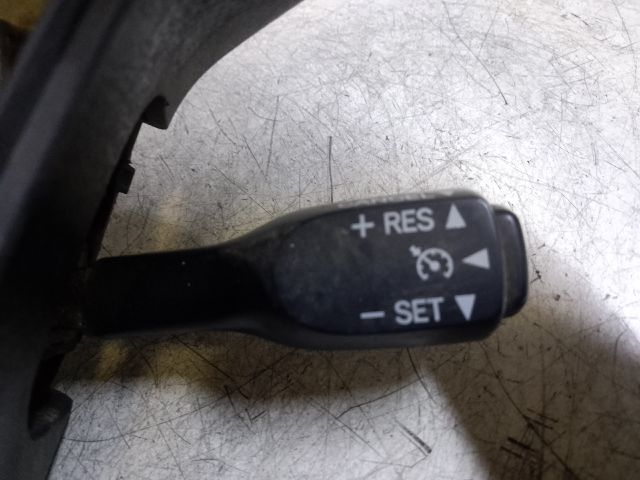 + RES ▲
◀
− SET ▼